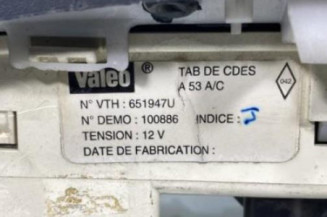 Valeo ® TAB DE CDES
A 53 A/C 042
N° VTH : 651947U
N° DEMO : 100886 INDICE : J
TENSION : 12 V
DATE DE FABRICATION :